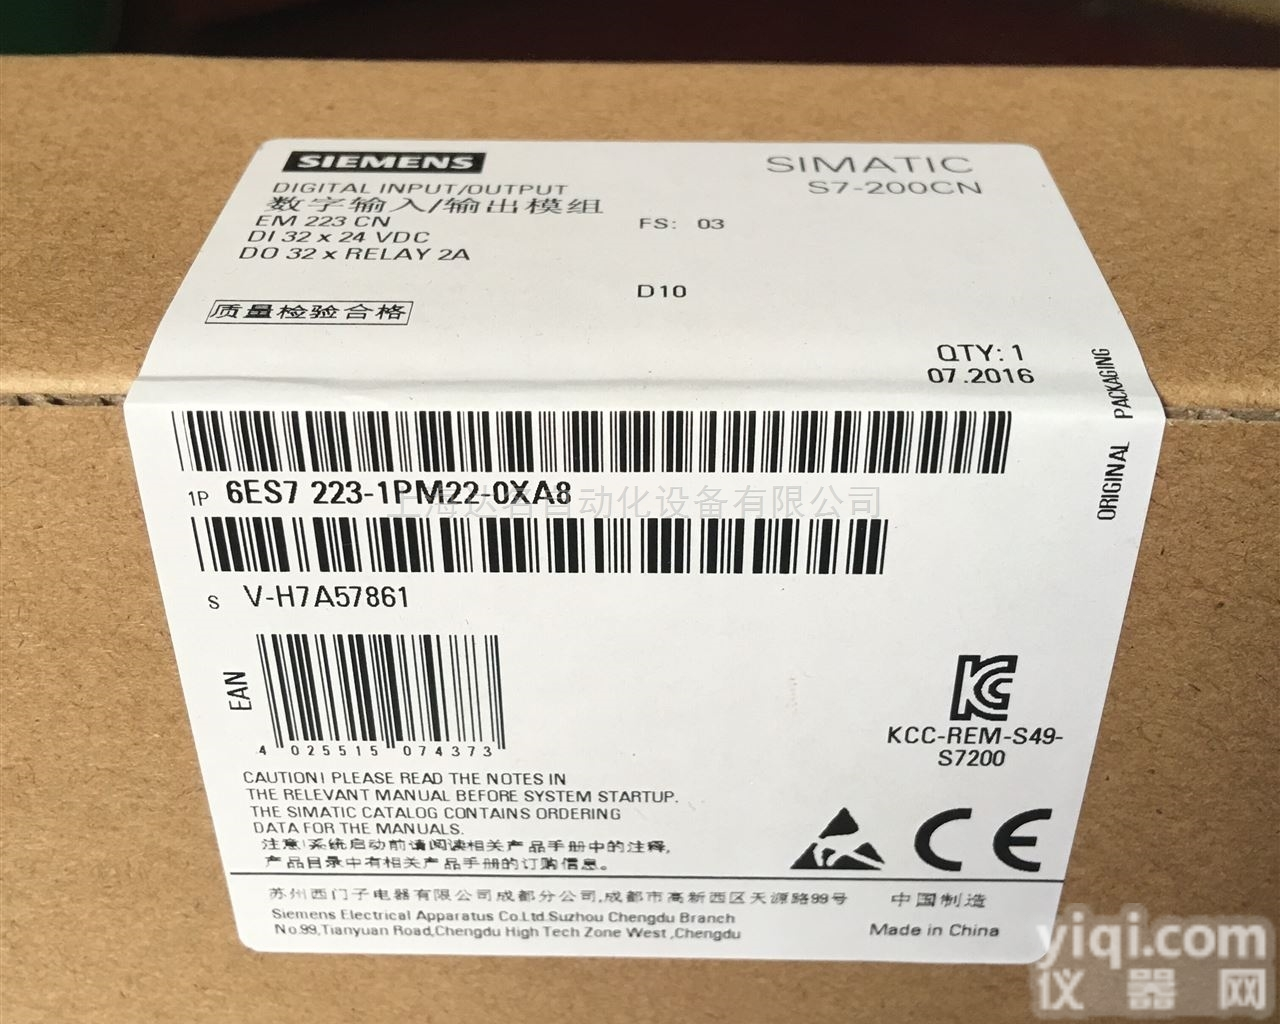 SIEMENS
SIMATIC
S7-200CN
DIGITAL INPUT/OUTPUT
数字输入/输出模组
EM 223 CN
DI 32 x 24 VDC
DO 32 x RELAY 2A
FS: 03
D10
质量检验合格
QTY: 1
07.2016
ORIGINAL PACKAGING
1P 6ES7 223-1PM22-0XA8
上海达名自动化设备有限公司
S V-H7A57861
EAN
4 025515 074373
KCC-REM-S49-
S7200
CAUTION! PLEASE READ THE NOTES IN
THE RELEVANT MANUAL BEFORE SYSTEM STARTUP.
THE SIMATIC CATALOG CONTAINS ORDERING
DATA FOR THE MANUALS.
注意!系统启动前请阅读相关产品手册中的注释,
产品目录中有相关产品手册的订购信息。
CE
苏州西门子电器有限公司成都分公司,成都市高新西区天源路99号
中国制造
Siemens Electrical Apparatus Co.Ltd.Suzhou Chengdu Branch
No.99,Tianyuan Road,Chengdu High Tech Zone West ,Chengdu
Made in China
yiqi.com
仪器网